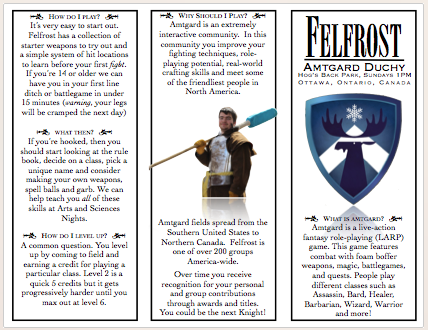 How do I play?
It's very easy to start out.
Felfrost has a collection of
starter weapons to try out and
a simple system of hit locations
to learn before your first fight.
If you're 14 or older we can
have you in your first line
ditch or battlegame in under
15 minutes (warning, your legs
will be cramped the next day)
what then?
If you're hooked, then you
should start looking at the rule
book, decide on a class, pick a
unique name and consider
making your own weapons,
spell balls and garb. We can
help teach you all of these
skills at Arts and Sciences
Nights.
How do I level up?
A common question. You level
up by coming to field and
earning a credit for playing a
particular class. Level 2 is a
quick 5 credits but it gets
progressively harder until you
max out at level 6.
Why Should I Play?
Amtgard is an extremely
interactive community. In this
community you improve your
fighting techniques, role-
playing potential, real-world
crafting skills and meet some
of the friendliest people in
North America.
Amtgard fields spread from the
Southern United States to
Northern Canada. Felfrost is
one of over 200 groups
America-wide.
Over time you receive
recognition for your personal
and group contributions
through awards and titles.
You could be the next Knight!
Felfrost
Amtgard Duchy
Hog's Back Park, Sundays 1PM
Ottawa, Ontario, Canada
What is amtgard?
Amtgard is a live-action
fantasy role-playing (LARP)
game. This game features
combat with foam boffer
weapons, magic, battlegames,
and quests. People play
different classes such as
Assassin, Bard, Healer,
Barbarian, Wizard, Warrior
and more!